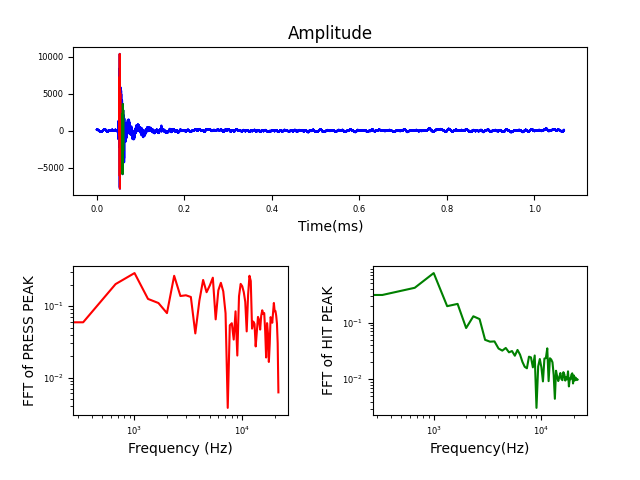 Amplitude
10000
5000
0
−5000
0.0 0.2 0.4 0.6 0.8 1.0
Time(ms)
FFT of PRESS PEAK
10⁻¹
10⁻²
10³ 10⁴
Frequency (Hz)
FFT of HIT PEAK
10⁻¹
10⁻²
10³ 10⁴
Frequency(Hz)